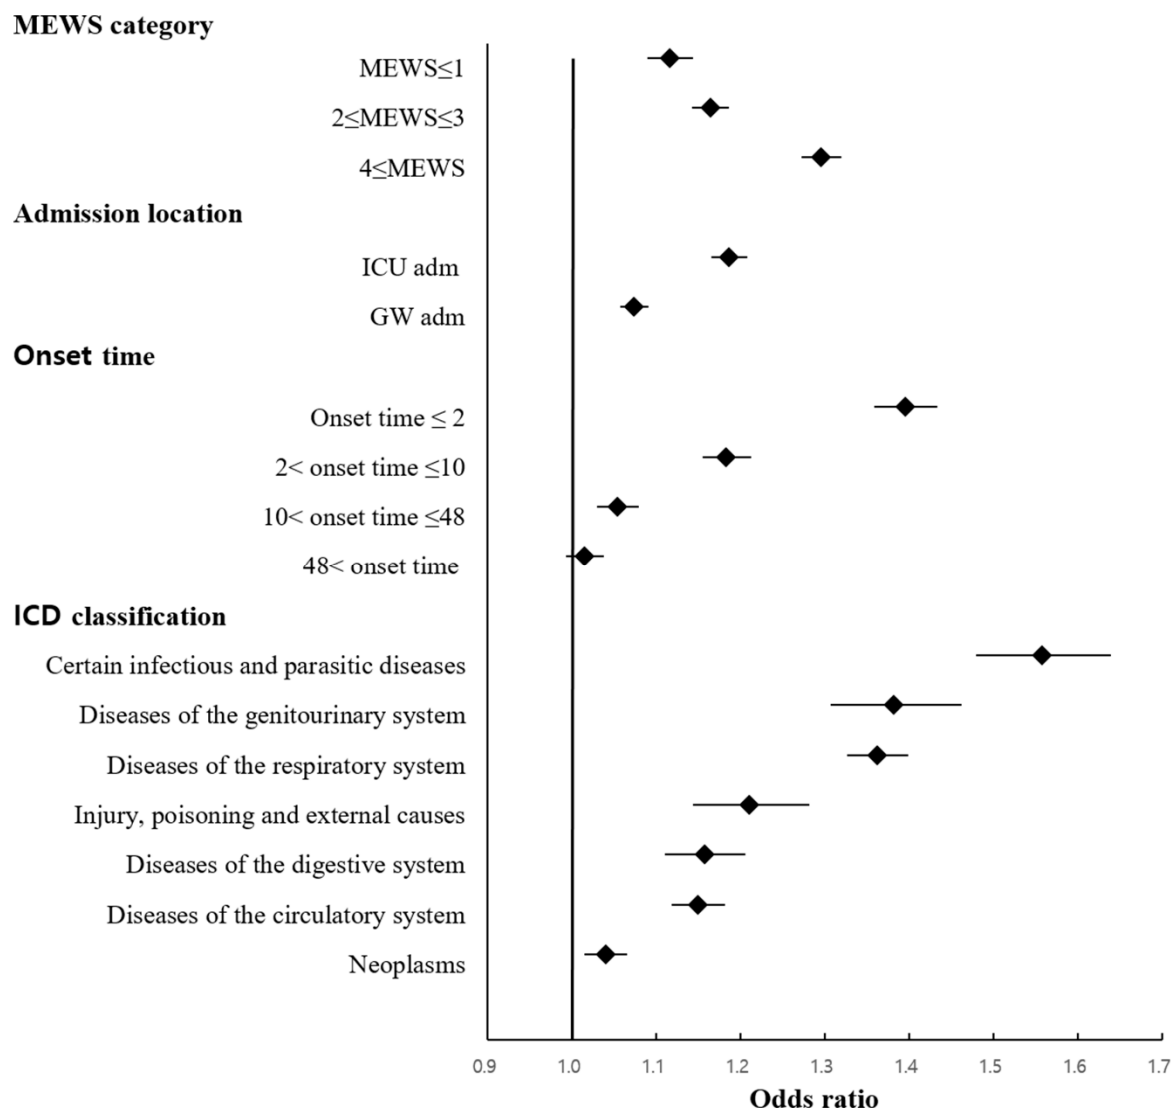 MEWS category
MEWS≤1
2≤MEWS≤3
4≤MEWS
Admission location
ICU adm
GW adm
Onset time
Onset time ≤ 2
2< onset time ≤10
10< onset time ≤48
48< onset time
ICD classification
Certain infectious and parasitic diseases
Diseases of the genitourinary system
Diseases of the respiratory system
Injury, poisoning and external causes
Diseases of the digestive system
Diseases of the circulatory system
Neoplasms
0.9 1.0 1.1 1.2 1.3 1.4 1.5 1.6 1.7
Odds ratio